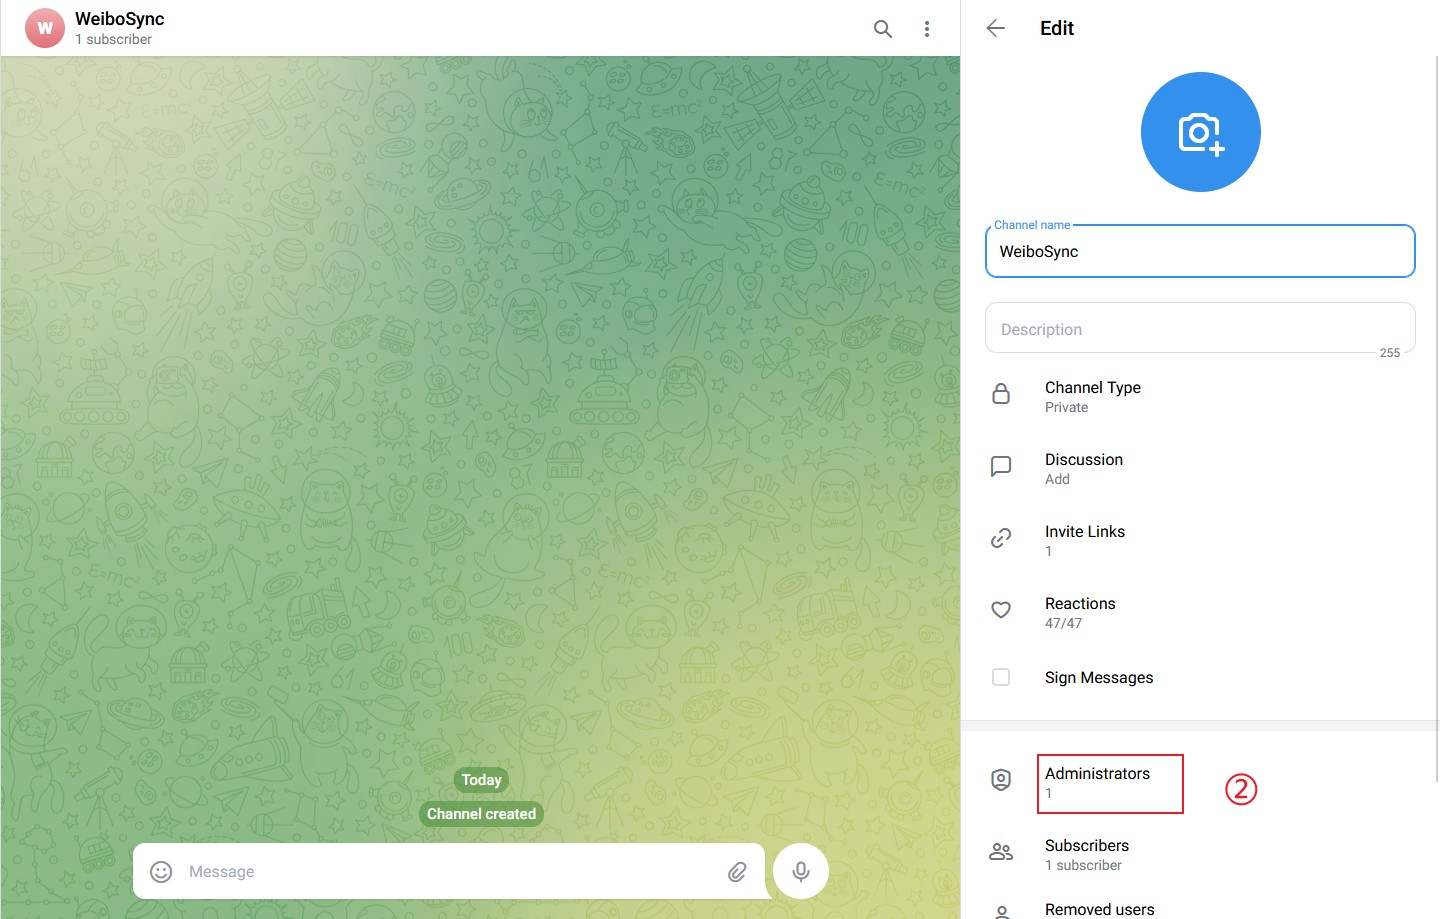 W
WeiboSync
1 subscriber
Today
Channel created
Message
Edit
Channel name
WeiboSync
Description
255
Channel Type
Private
Discussion
Add
Invite Links
1
Reactions
47/47
Sign Messages
Administrators
1
②
Subscribers
1 subscriber
Removed users